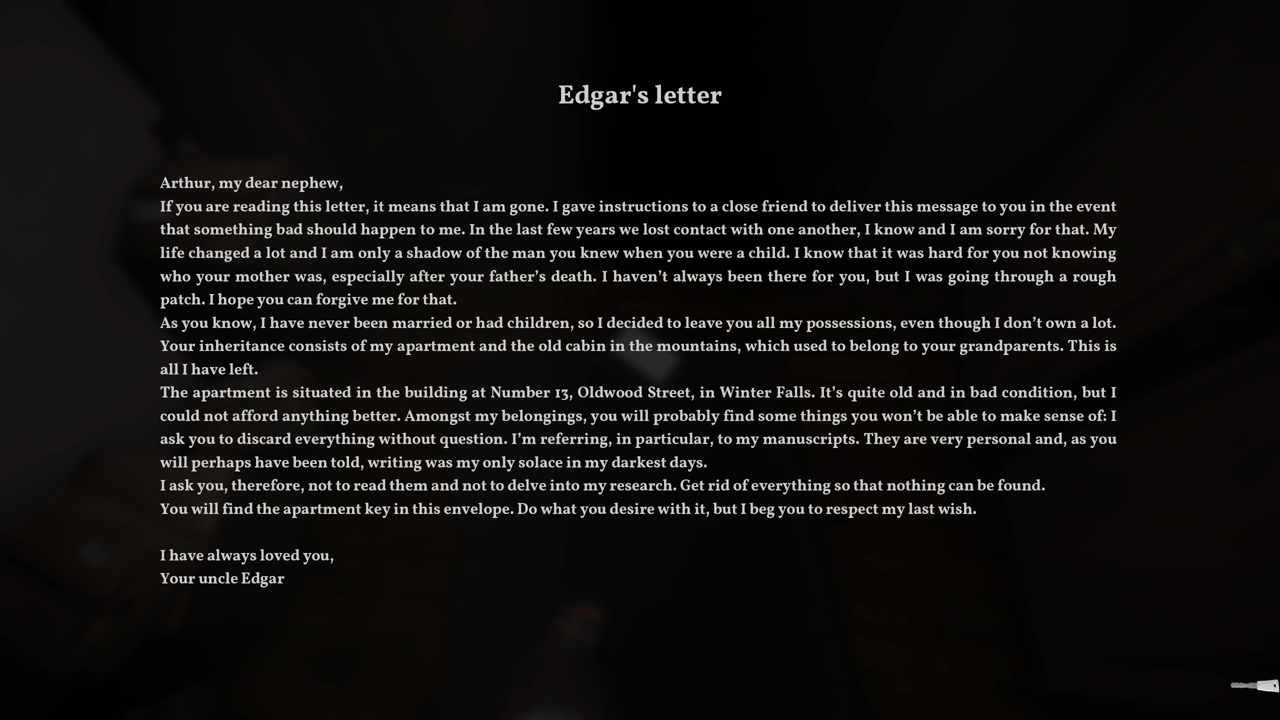 Edgar's letter
Arthur, my dear nephew,
If you are reading this letter, it means that I am gone. I gave instructions to a close friend to deliver this message to you in the event
that something bad should happen to me. In the last few years we lost contact with one another, I know and I am sorry for that. My
life changed a lot and I am only a shadow of the man you knew when you were a child. I know that it was hard for you not knowing
who your mother was, especially after your father’s death. I haven’t always been there for you, but I was going through a rough
patch. I hope you can forgive me for that.
As you know, I have never been married or had children, so I decided to leave you all my possessions, even though I don’t own a lot.
Your inheritance consists of my apartment and the old cabin in the mountains, which used to belong to your grandparents. This is
all I have left.
The apartment is situated in the building at Number 13, Oldwood Street, in Winter Falls. It’s quite old and in bad condition, but I
could not afford anything better. Amongst my belongings, you will probably find some things you won’t be able to make sense of: I
ask you to discard everything without question. I’m referring, in particular, to my manuscripts. They are very personal and, as you
will perhaps have been told, writing was my only solace in my darkest days.
I ask you, therefore, not to read them and not to delve into my research. Get rid of everything so that nothing can be found.
You will find the apartment key in this envelope. Do what you desire with it, but I beg you to respect my last wish.
I have always loved you,
Your uncle Edgar